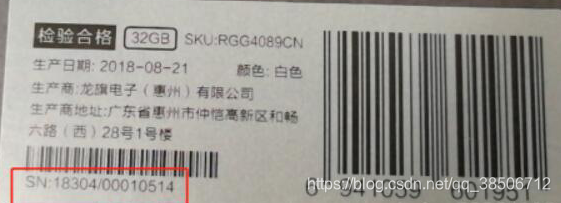 检验合格 32GB SKU:RGG4089CN
生产日期: 2018-08-21 颜色: 白色
生产商:龙旗电子（惠州）有限公司
生产商地址:广东省惠州市仲恺高新区和畅
六路（西）28号1号楼
SN:18304/00010514
https://blog.csdn.net/qq_38506712